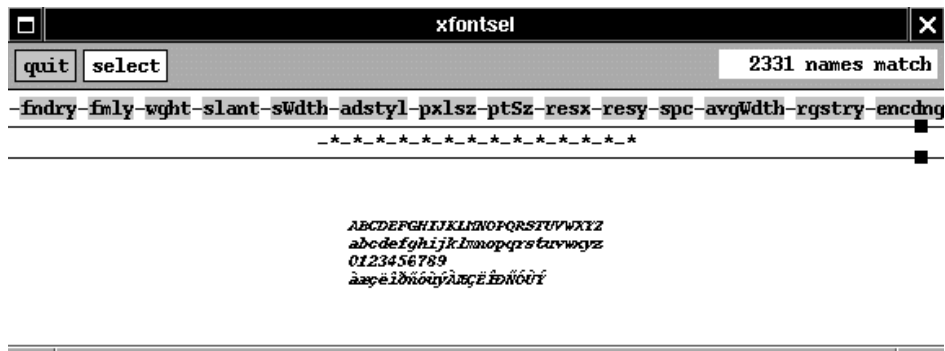 xfontsel
quit select 2331 names match
-fndry-fmly-wght-slant-sWdth-adstyl-pxlsz-ptSz-resx-resy-spc-avgWdth-rgstry-encdng
-*-*-*-*-*-*-*-*-*-*-*-*-*-*
ABCDEFGHIJKLMNOPQRSTUVWXYZ
abcdefghijklmnopqrstuvwxyz
0123456789
àæçëîðñóùýÀÆÇËÎÐÑÓÙÝ